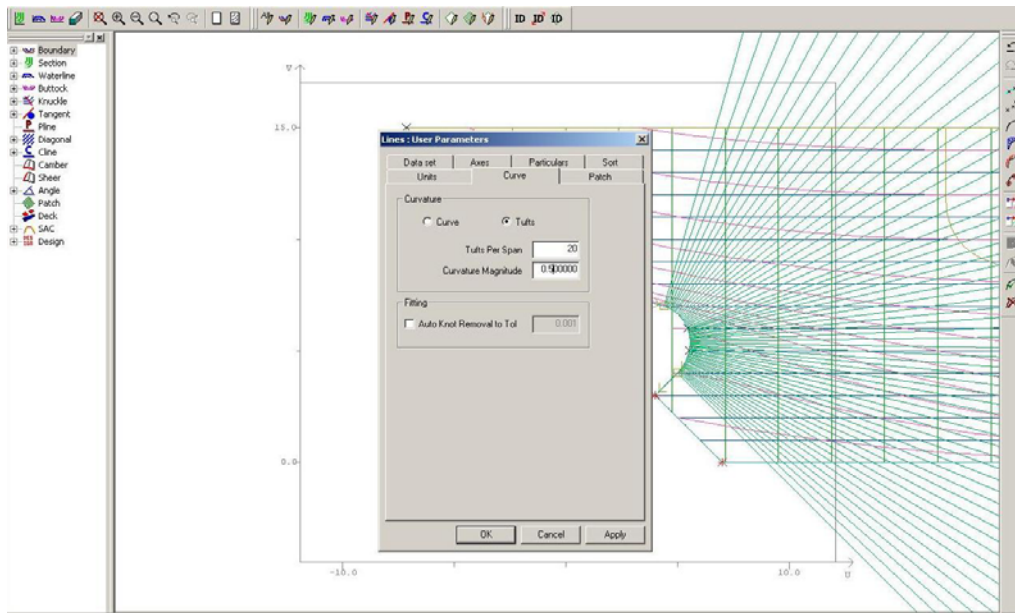 ID ID ID
Boundary
Section
Waterline
Buttock
Knuckle
Tangent
Pline
Diagonal
Cline
Camber
Sheer
Angle
Patch
Deck
SAC
Design
V
15.0
0.0
-10.0
10.0
U
Lines : User Parameters
Data set Axes Particulars Sort
Units Curve Patch
Curvature
Curve Tufts
Tufts Per Span 20
Curvature Magnitude 0.500000
Fitting
Auto Knot Removal to Tol 0.001
OK Cancel Apply